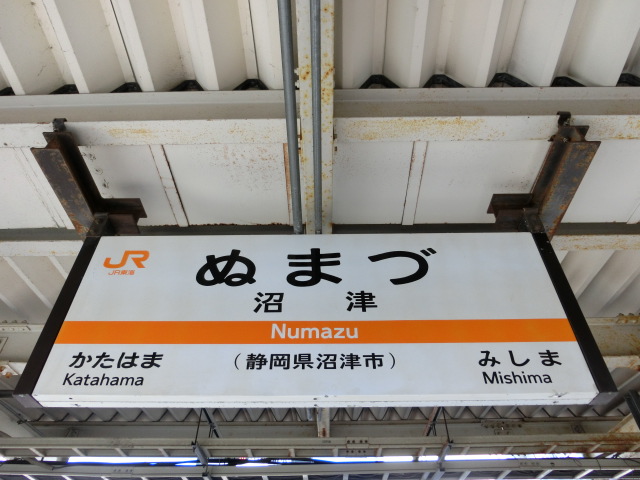 JR
JR東海
ぬまづ
沼津
Numazu
かたはま
Katahama
（静岡県沼津市）
みしま
Mishima